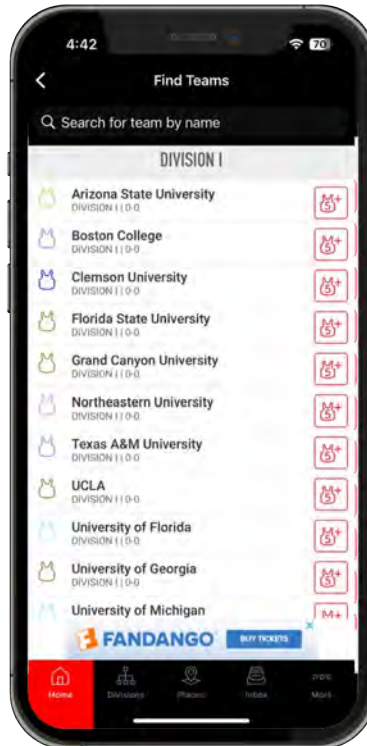 4:42
70
Find Teams
Search for team by name
DIVISION I
Arizona State University
DIVISION I | 0-0
Boston College
DIVISION I | 0-0
Clemson University
DIVISION I | 0-0
Florida State University
DIVISION I | 0-0
Grand Canyon University
DIVISION I | 0-0
Northeastern University
DIVISION I | 0-0
Texas A&M University
DIVISION I | 0-0
UCLA
DIVISION I | 0-0
University of Florida
DIVISION I | 0-0
University of Georgia
DIVISION I | 0-0
University of Michigan
FANDANGO BUY TICKETS
Home Divisions Places Inbox More